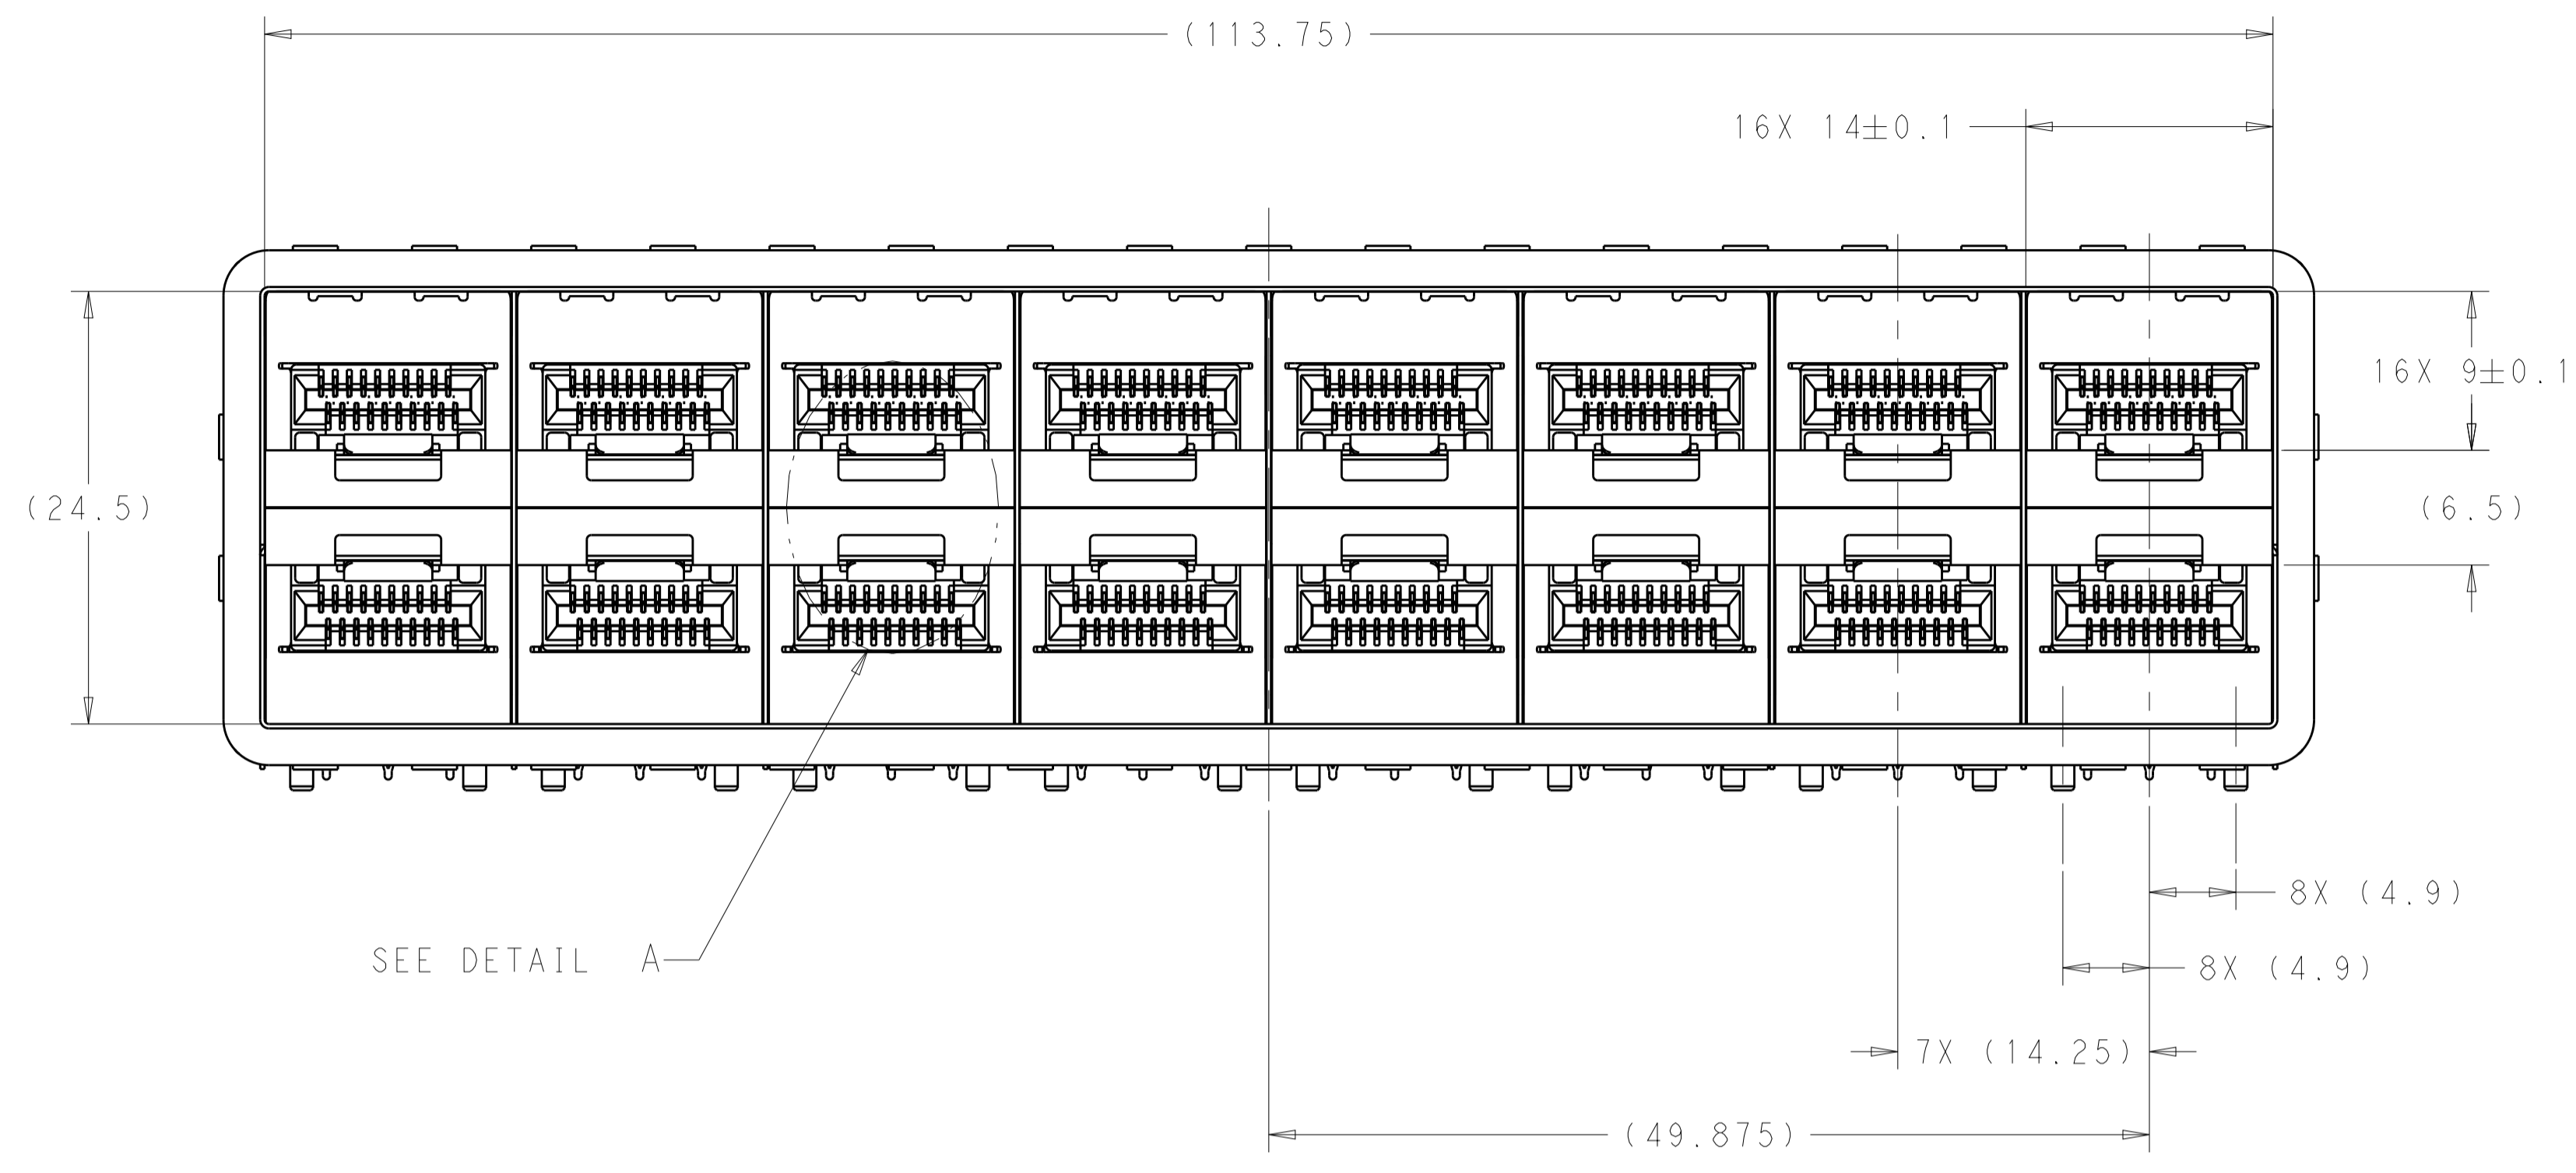 (113.75)
16X 14±0.1
16X 9±0.1
(24.5)
(6.5)
8X (4.9)
SEE DETAIL A
8X (4.9)
7X (14.25)
(49.875)